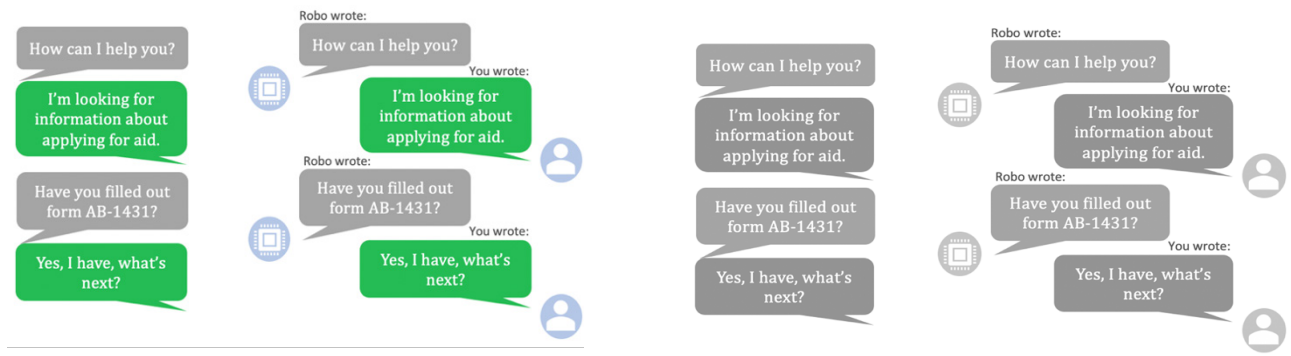 How can I help you?
I'm looking for
information about
applying for aid.
Have you filled out
form AB-1431?
Yes, I have, what's
next?
Robo wrote:
How can I help you?
You wrote:
I'm looking for
information about
applying for aid.
Robo wrote:
Have you filled out
form AB-1431?
You wrote:
Yes, I have, what's
next?
How can I help you?
I'm looking for
information about
applying for aid.
Have you filled out
form AB-1431?
Yes, I have, what's
next?
Robo wrote:
How can I help you?
You wrote:
I'm looking for
information about
applying for aid.
Robo wrote:
Have you filled out
form AB-1431?
You wrote:
Yes, I have, what's
next?